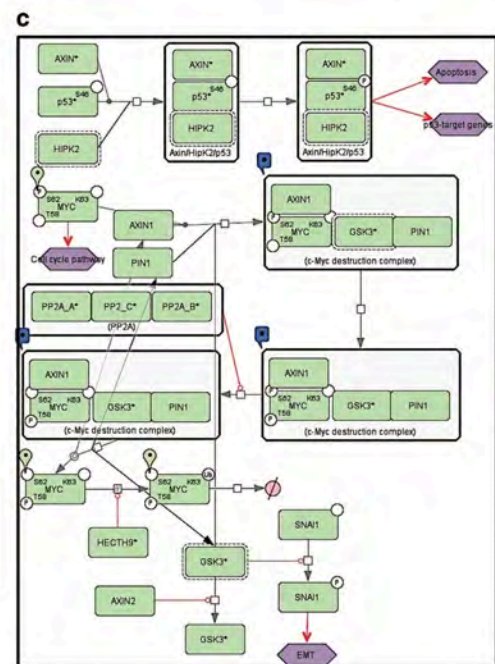 c
AXIN*
p53*
S46
HIPK2
AXIN*
S46
p53*
HIPK2
Axin/HipK2/p53
AXIN*
P
S46
p53*
HIPK2
Axin/HipK2/p53
Apoptosis
p53-target genes
S62 K63
MYC
T58
Cell cycle pathway
AXIN1
PIN1
AXIN1
P
S62 K63
MYC
T58
GSK3*
PIN1
(c-Myc destruction complex)
PP2A_A*
PP2_C*
PP2A_B*
(PP2A)
AXIN1
S62 K63
MYC
P
T58
GSK3*
PIN1
(c-Myc destruction complex)
AXIN1
P
S62 K63
MYC
P
T58
GSK3*
PIN1
(c-Myc destruction complex)
S62 K63
MYC
P
T58
S62 K63
Ub
MYC
P
T58
HECTH9*
GSK3*
SNAI1
AXIN2
P
SNAI1
GSK3*
EMT